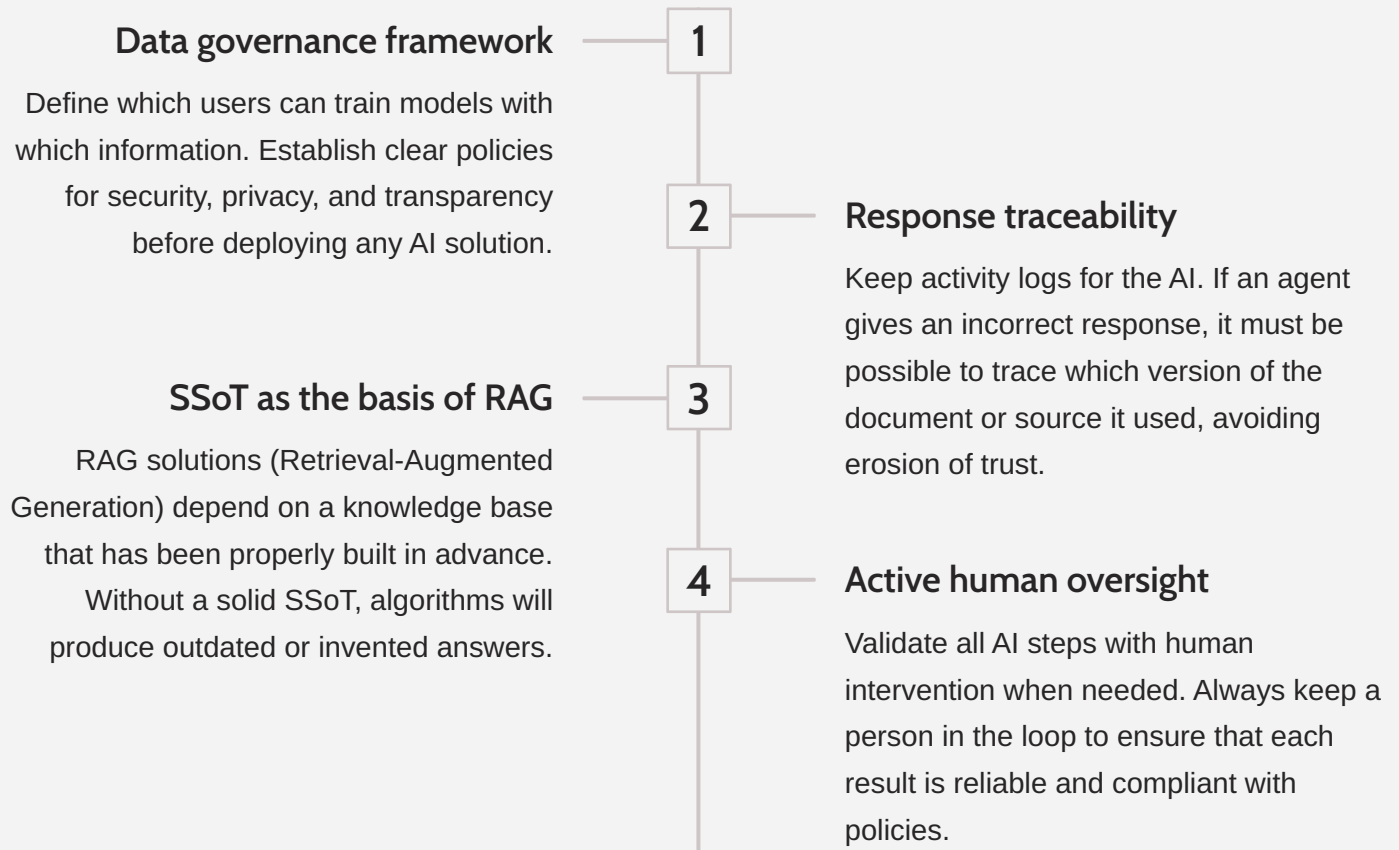 1
Data governance framework
Define which users can train models with
which information. Establish clear policies
for security, privacy, and transparency
before deploying any AI solution.
2
Response traceability
Keep activity logs for the AI. If an agent
gives an incorrect response, it must be
possible to trace which version of the
document or source it used, avoiding
erosion of trust.
3
SSoT as the basis of RAG
RAG solutions (Retrieval-Augmented
Generation) depend on a knowledge base
that has been properly built in advance.
Without a solid SSoT, algorithms will
produce outdated or invented answers.
4
Active human oversight
Validate all AI steps with human
intervention when needed. Always keep a
person in the loop to ensure that each
result is reliable and compliant with
policies.